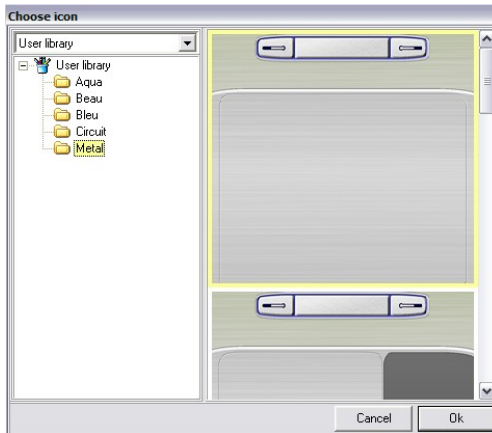 Choose icon
User library
User library
Aqua
Beau
Bleu
Circuit
Metal
Cancel
Ok